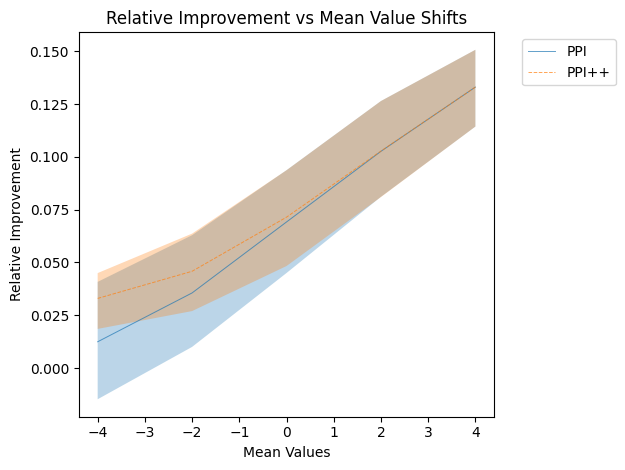 Relative Improvement vs Mean Value Shifts
PPI
PPI++
Relative Improvement
0.150
0.125
0.100
0.075
0.050
0.025
0.000
−4 −3 −2 −1 0 1 2 3 4
Mean Values